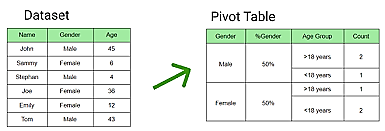 Dataset
Name Gender Age
John Male 45
Sammy Female 6
Stephan Male 4
Joe Female 36
Emily Female 12
Tom Male 43
Pivot Table
Gender %Gender Age Group Count
Male 50% >18 years 2
<18 years 1
Female 50% >18 years 1
<18 years 2